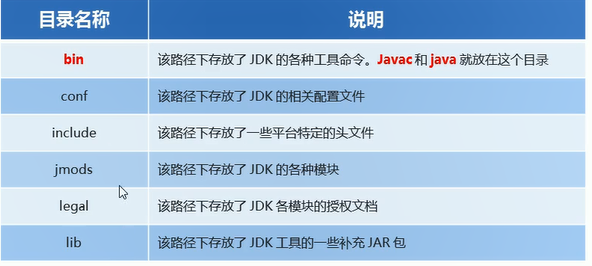 目录名称 说明
bin 该路径下存放了 JDK 的各种工具命令。Javac 和 java 就放在这个目录
conf 该路径下存放了 JDK 的相关配置文件
include 该路径下存放了一些平台特定的头文件
jmods 该路径下存放了 JDK 的各种模块
legal 该路径下存放了 JDK 各模块的授权文档
lib 该路径下存放了 JDK 工具的一些补充 JAR 包